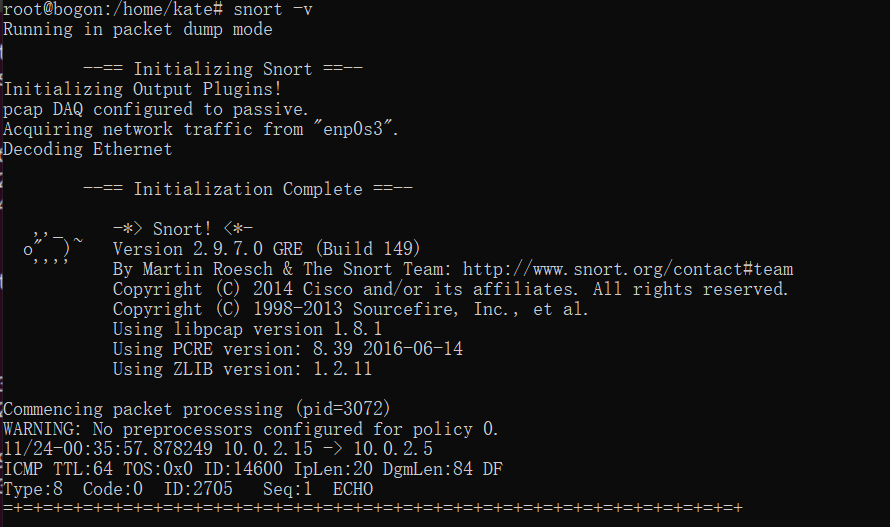 root@bogon:/home/kate# snort -v
Running in packet dump mode
--== Initializing Snort ==--
Initializing Output Plugins!
pcap DAQ configured to passive.
Acquiring network traffic from "enp0s3".
Decoding Ethernet
--== Initialization Complete ==--
,,_ -*> Snort! <*-
o" )~ Version 2.9.7.0 GRE (Build 149)
'''' By Martin Roesch & The Snort Team: http://www.snort.org/contact#team
Copyright (C) 2014 Cisco and/or its affiliates. All rights reserved.
Copyright (C) 1998-2013 Sourcefire, Inc., et al.
Using libpcap version 1.8.1
Using PCRE version: 8.39 2016-06-14
Using ZLIB version: 1.2.11
Commencing packet processing (pid=3072)
WARNING: No preprocessors configured for policy 0.
11/24-00:35:57.878249 10.0.2.15 -> 10.0.2.5
ICMP TTL:64 TOS:0x0 ID:14600 IpLen:20 DgmLen:84 DF
Type:8 Code:0 ID:2705 Seq:1 ECHO
=+=+=+=+=+=+=+=+=+=+=+=+=+=+=+=+=+=+=+=+=+=+=+=+=+=+=+=+=+=+=+=+=+=+=+=+=+